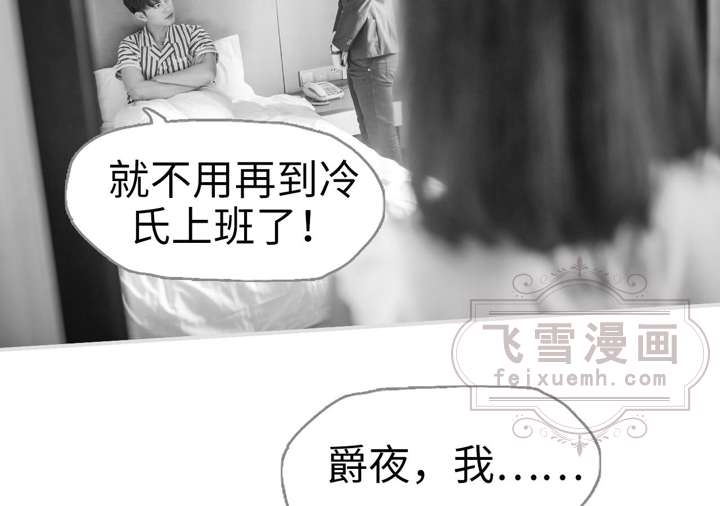 就不用再到冷
氏上班了！
飞雪漫画
feixuemh.com
爵夜，我……